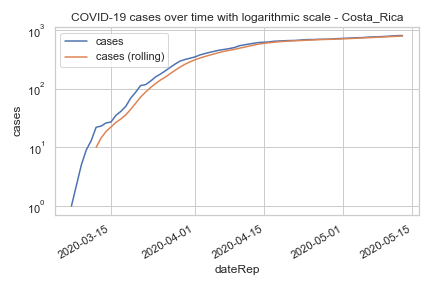 COVID-19 cases over time with logarithmic scale - Costa_Rica
cases
cases (rolling)
10³
10²
10¹
10⁰
cases
2020-03-15
2020-04-01
2020-04-15
2020-05-01
2020-05-15
dateRep